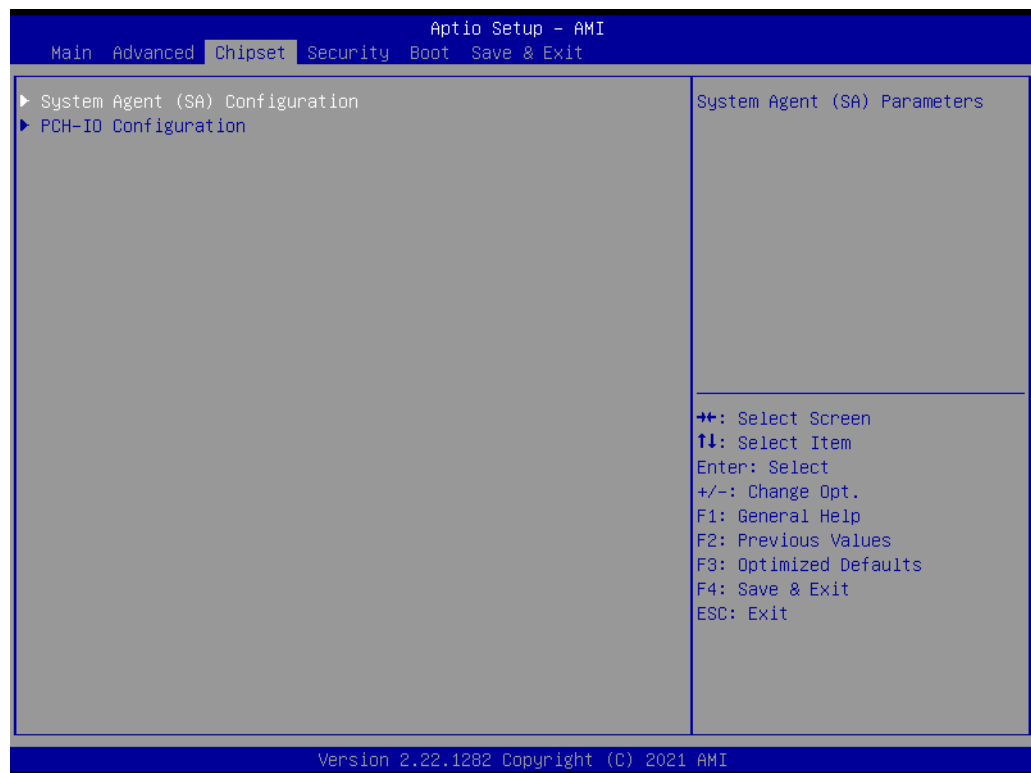 Aptio Setup – AMI
Main Advanced Chipset Security Boot Save & Exit
▶ System Agent (SA) Configuration
▶ PCH-IO Configuration
System Agent (SA) Parameters
→←: Select Screen
↑↓: Select Item
Enter: Select
+/-: Change Opt.
F1: General Help
F2: Previous Values
F3: Optimized Defaults
F4: Save & Exit
ESC: Exit
Version 2.22.1282 Copyright (C) 2021 AMI